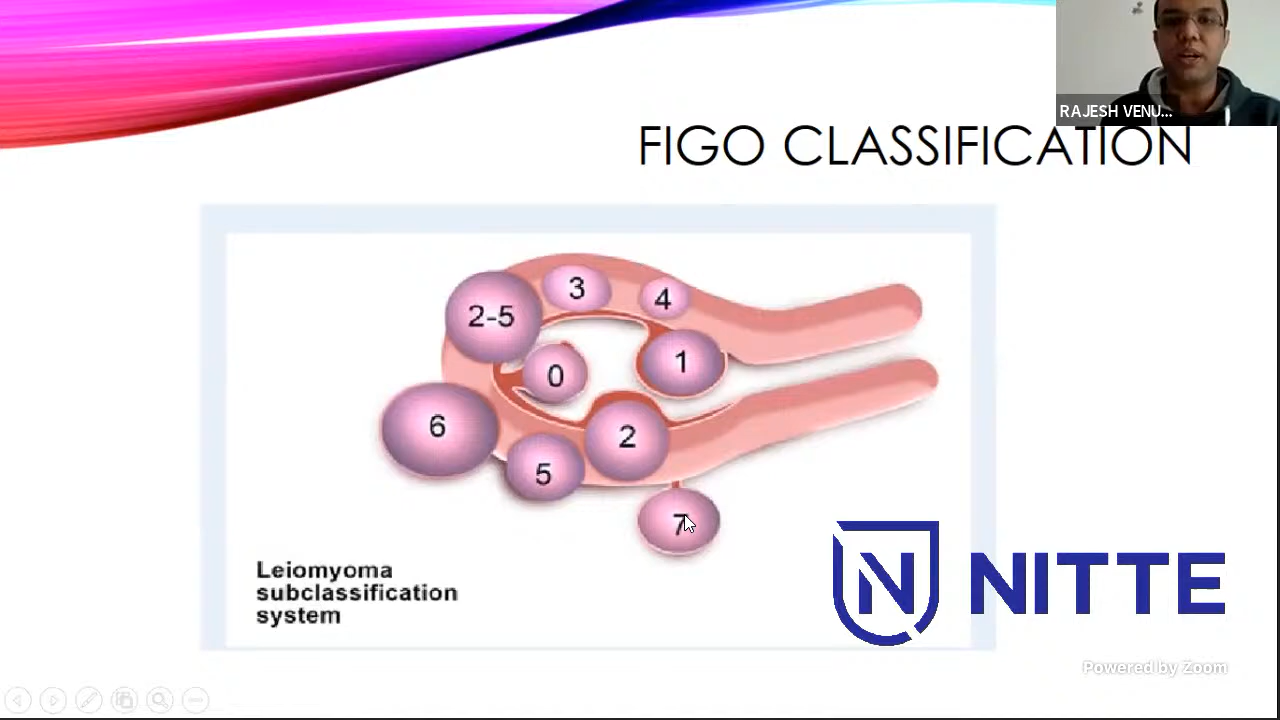 RAJESH VENU...
FIGO CLASSIFICATION
3
4
2-5
1
0
6
2
5
7
Leiomyoma
subclassification
system
N NITTE
Powered by Zoom